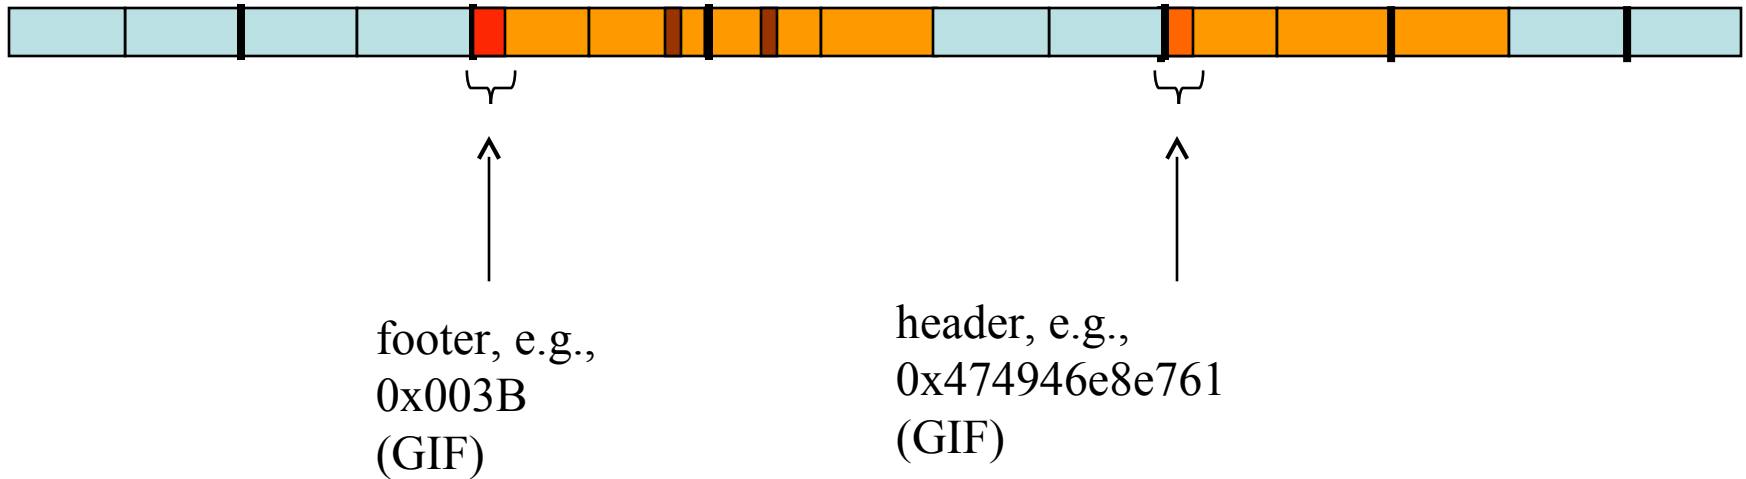 footer, e.g.,
0x003B
(GIF)
header, e.g.,
0x474946e8e761
(GIF)